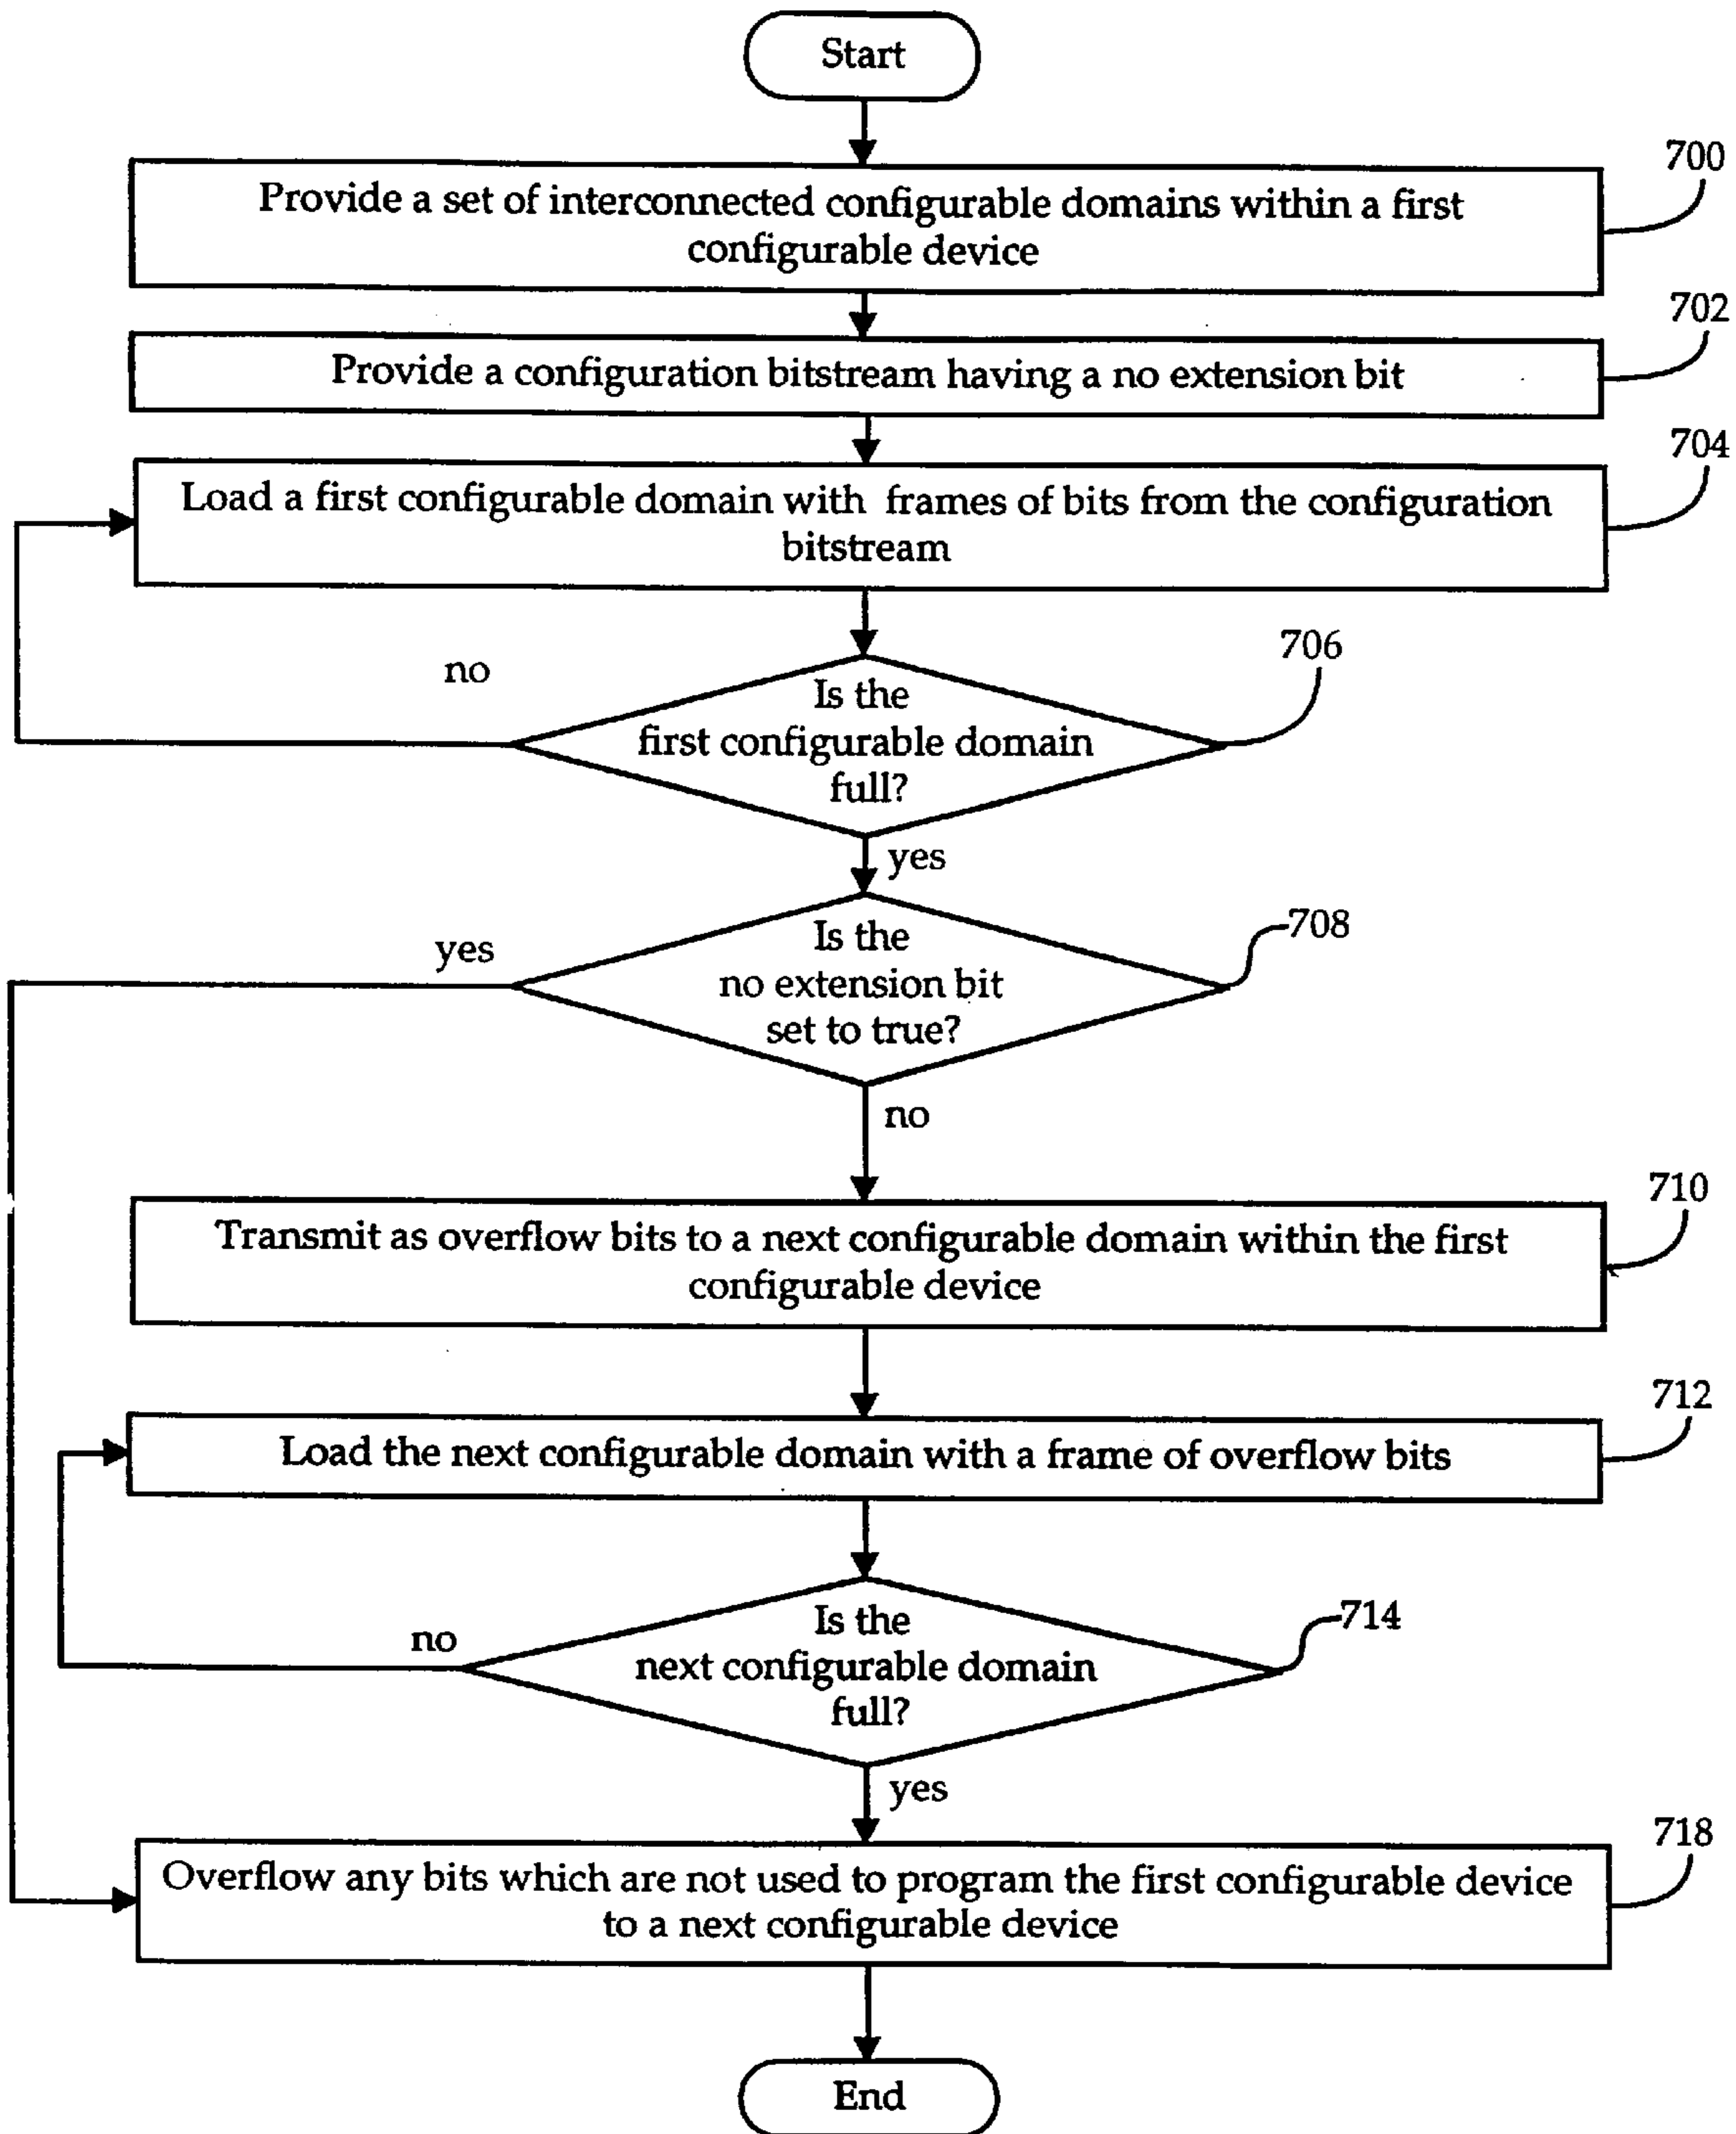 Start
700
Provide a set of interconnected configurable domains within a first
configurable device
702
Provide a configuration bitstream having a no extension bit
704
Load a first configurable domain with frames of bits from the configuration
bitstream
706
no
Is the
first configurable domain
full?
yes
708
yes
Is the
no extension bit
set to true?
no
710
Transmit as overflow bits to a next configurable domain within the first
configurable device
712
Load the next configurable domain with a frame of overflow bits
714
no
Is the
next configurable domain
full?
yes
718
Overflow any bits which are not used to program the first configurable device
to a next configurable device
End